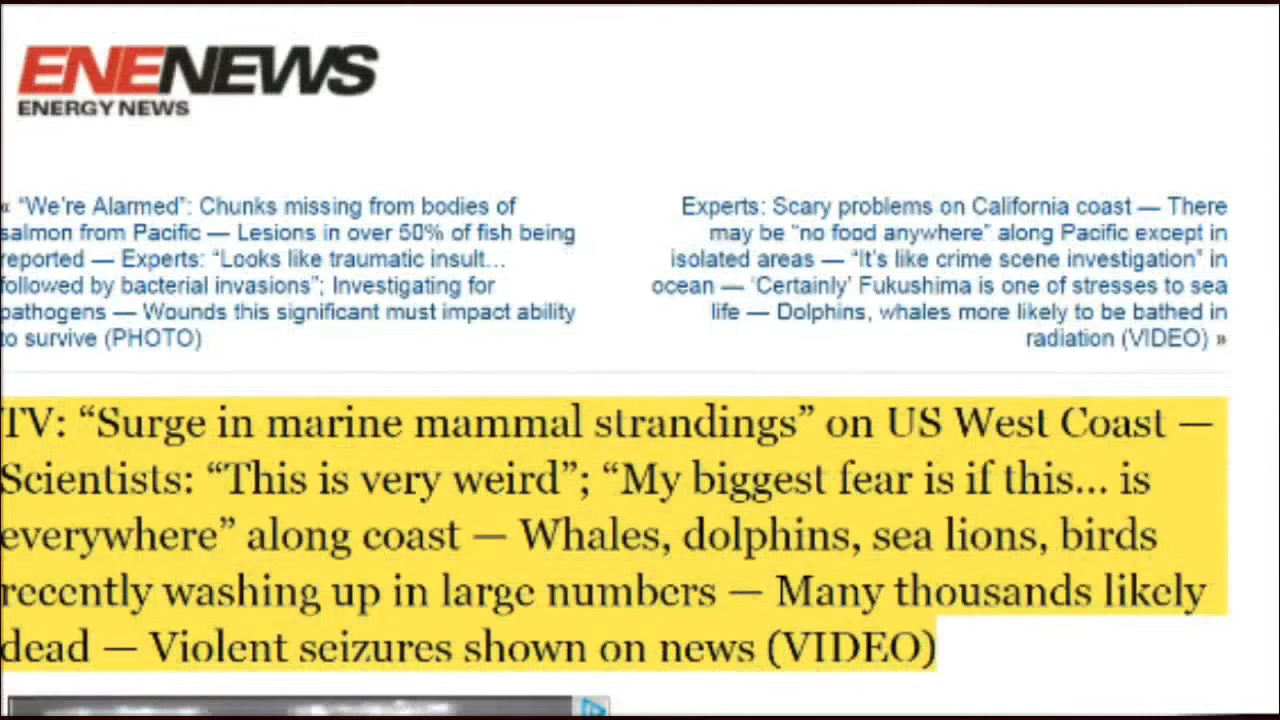 ENENEWS
ENERGY NEWS
« “We’re Alarmed”: Chunks missing from bodies of
salmon from Pacific — Lesions in over 50% of fish being
reported — Experts: “Looks like traumatic insult...
followed by bacterial invasions”; Investigating for
pathogens — Wounds this significant must impact ability
to survive (PHOTO)
Experts: Scary problems on California coast — There
may be “no food anywhere” along Pacific except in
isolated areas — “It’s like crime scene investigation” in
ocean — ‘Certainly’ Fukushima is one of stresses to sea
life — Dolphins, whales more likely to be bathed in
radiation (VIDEO) »
TV: “Surge in marine mammal strandings” on US West Coast —
Scientists: “This is very weird”; “My biggest fear is if this... is
everywhere” along coast — Whales, dolphins, sea lions, birds
recently washing up in large numbers — Many thousands likely
dead — Violent seizures shown on news (VIDEO)